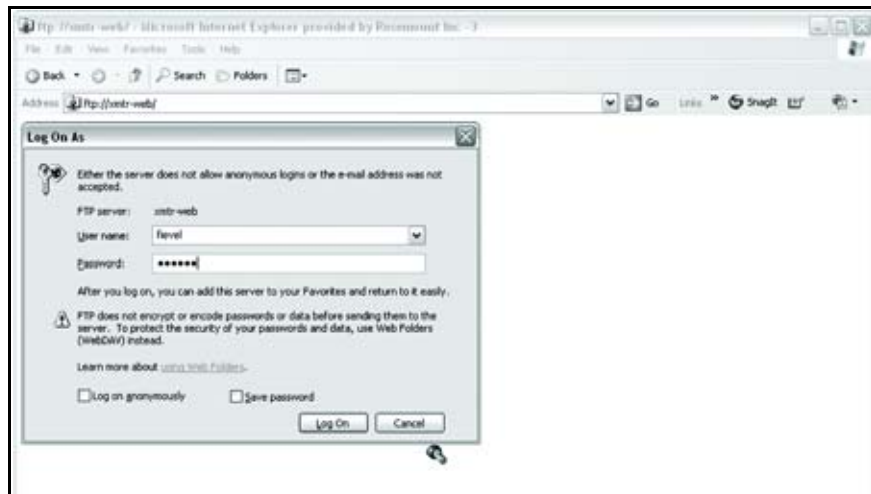 ftp://xmtr-web/ - Microsoft Internet Explorer provided by Rosemount Inc. -3
File Edit View Favorites Tools Help
Back Search Folders
Address ftp://xmtr-web/ Go Links » SnagIt
Log On As
Either the server does not allow anonymous logins or the e-mail address was not
accepted.
FTP server: xmtr-web
User name: fievel
Password: ••••••
After you log on, you can add this server to your Favorites and return to it easily.
FTP does not encrypt or encode passwords or data before sending them to the
server. To protect the security of your passwords and data, use Web Folders
(WebDAV) instead.
Learn more about using Web Folders.
Log on anonymously Save password
Log On Cancel